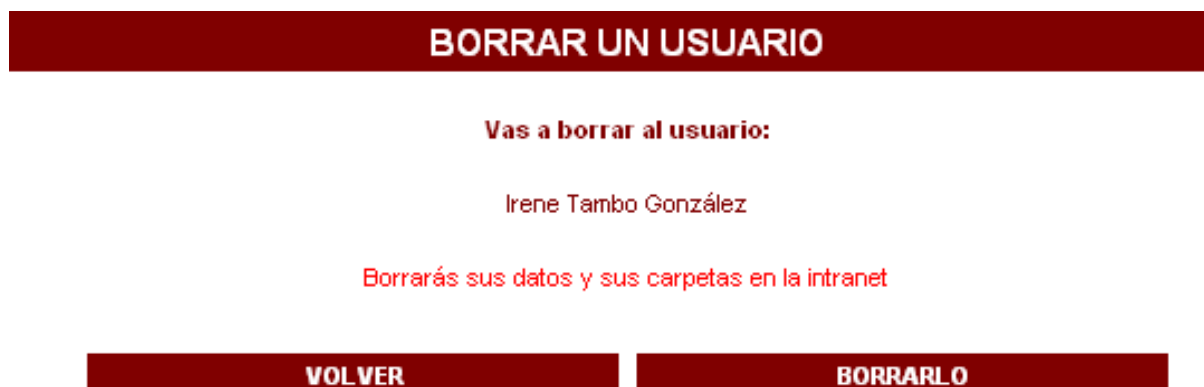 BORRAR UN USUARIO
Vas a borrar al usuario:
Irene Tambo González
Borrarás sus datos y sus carpetas en la intranet
VOLVER
BORRARLO